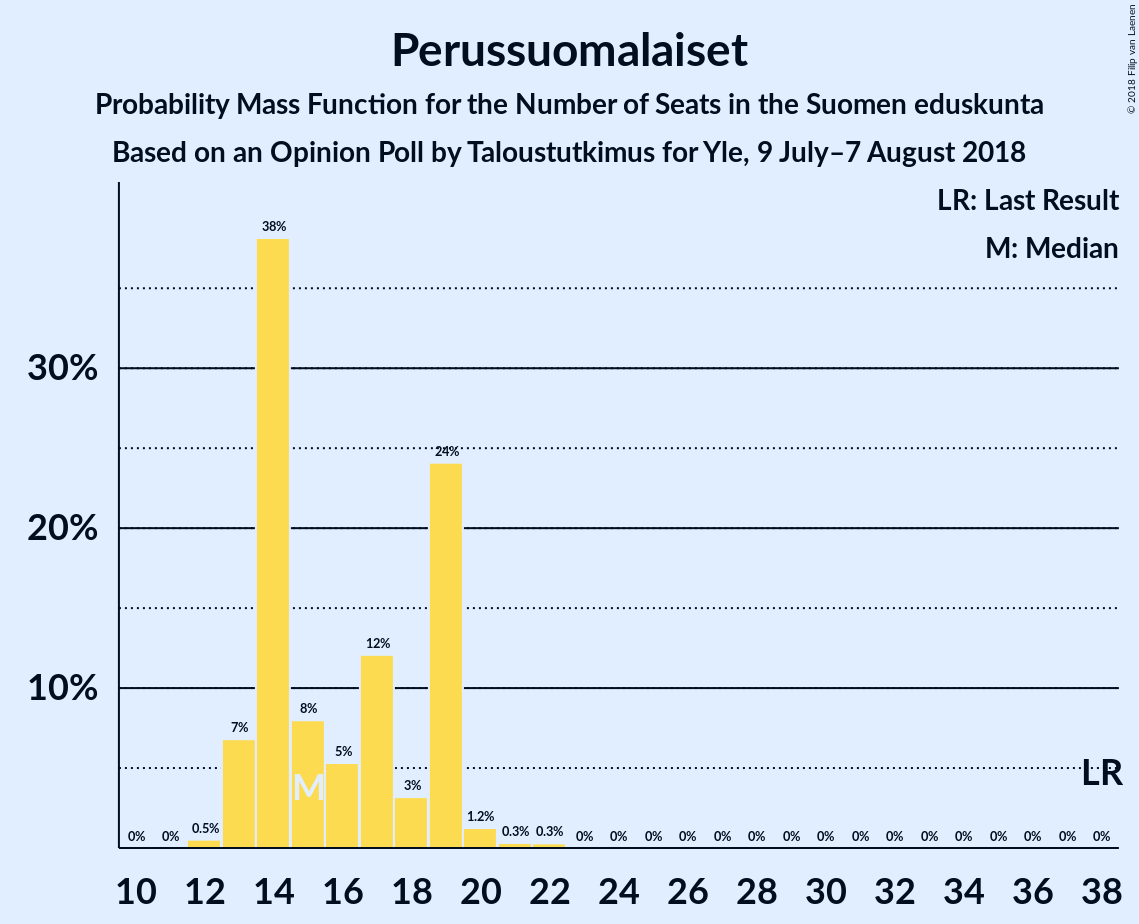 Perussuomalaiset
Probability Mass Function for the Number of Seats in the Suomen eduskunta
Based on an Opinion Poll by Taloustutkimus for Yle, 9 July–7 August 2018
© 2018 Filip van Laenen
LR: Last Result
M: Median
38%
30%
24%
20%
12%
10%
8%
7%
5%
3%
M
LR
0% 0% 0.5% 1.2% 0.3% 0.3% 0% 0% 0% 0% 0% 0% 0% 0% 0% 0% 0% 0% 0% 0% 0% 0%
10 12 14 16 18 20 22 24 26 28 30 32 34 36 38